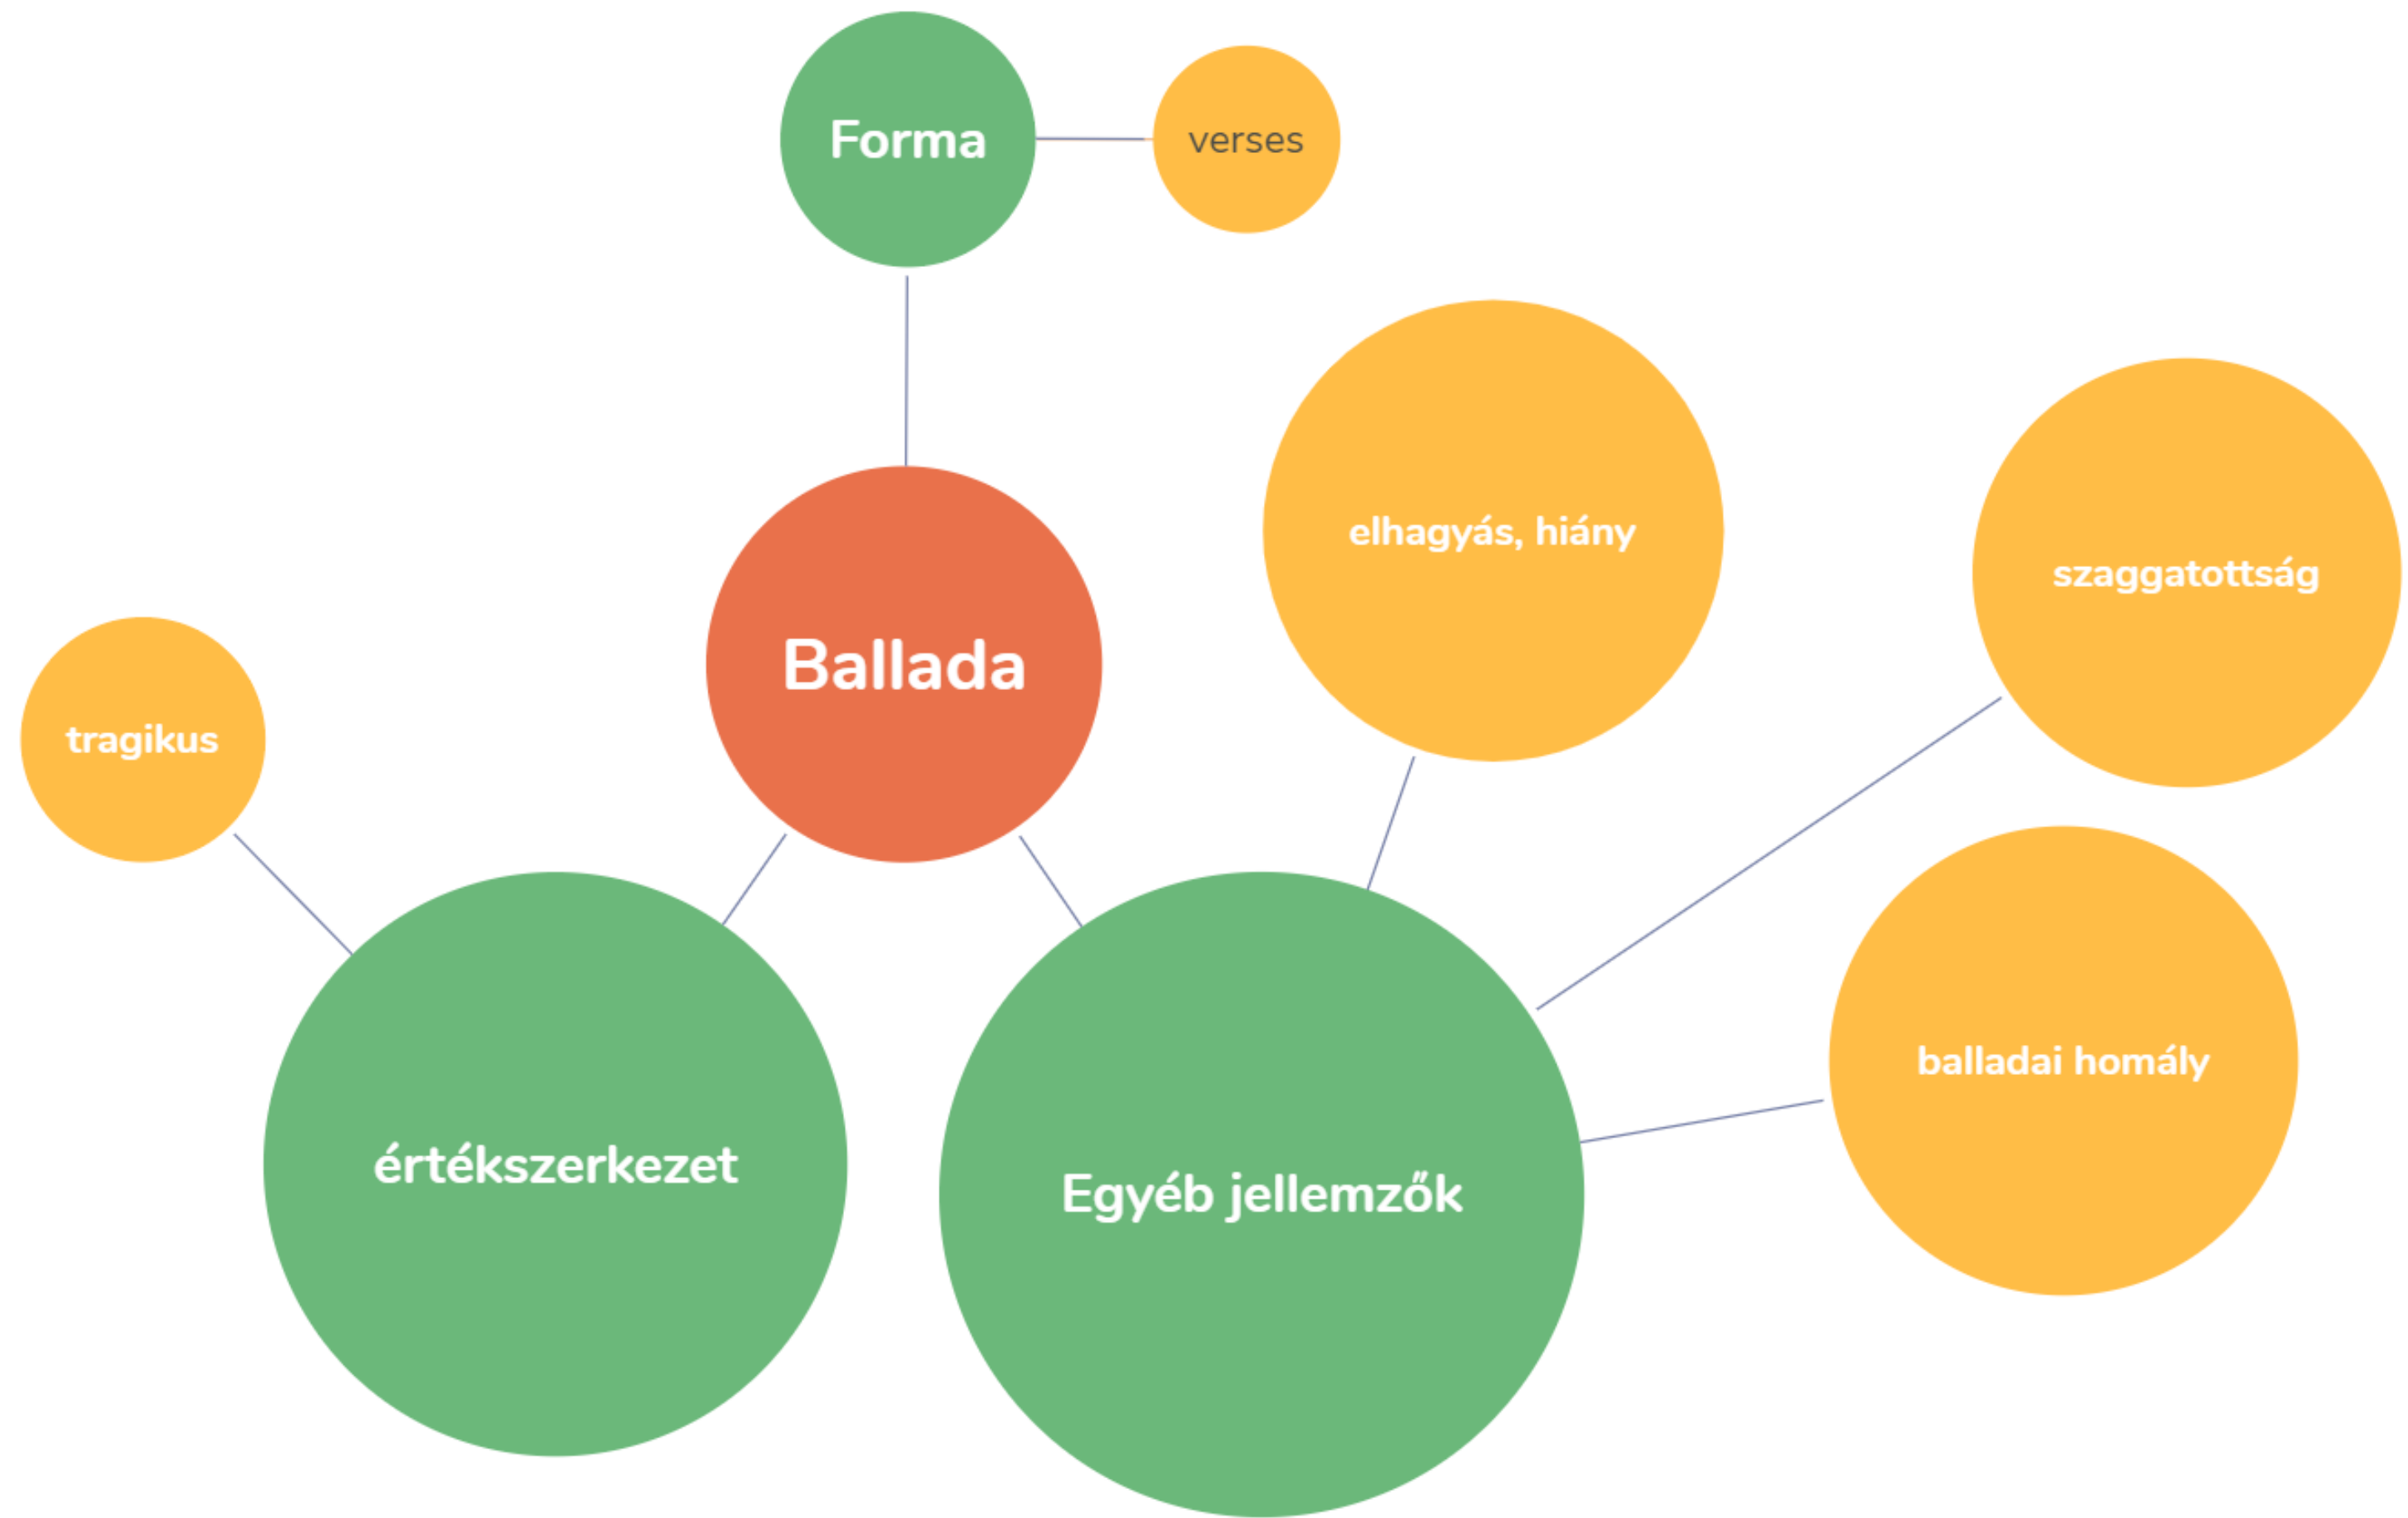 Forma
verses
elhagyás, hiány
szaggatottság
Ballada
tragikus
balladai homály
értékszerkezet
Egyéb jellemzők